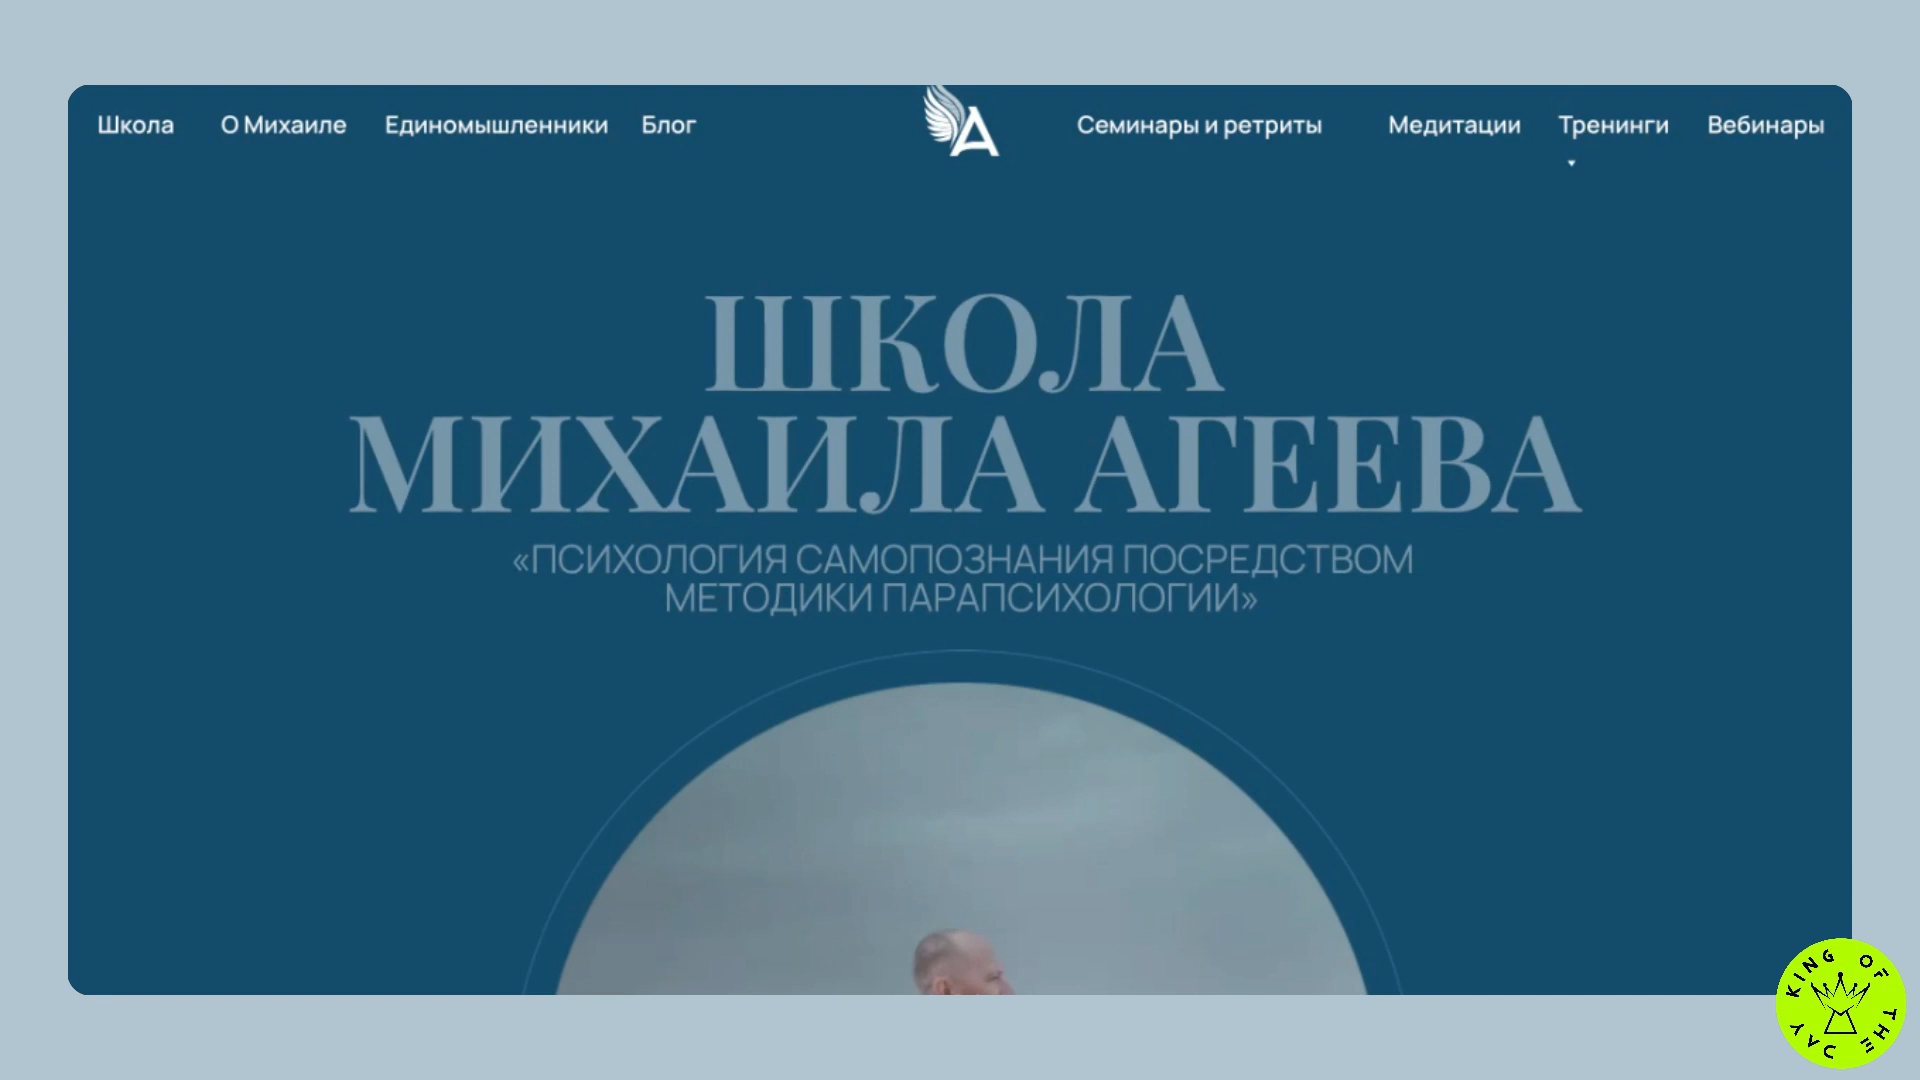 Школа О Михаиле Единомышленники Блог А Семинары и ретриты Медитации Тренинги Вебинары
ШКОЛА
МИХАИЛА АГЕЕВА
«ПСИХОЛОГИЯ САМОПОЗНАНИЯ ПОСРЕДСТВОМ
МЕТОДИКИ ПАРАПСИХОЛОГИИ»
KING OF THE DAY